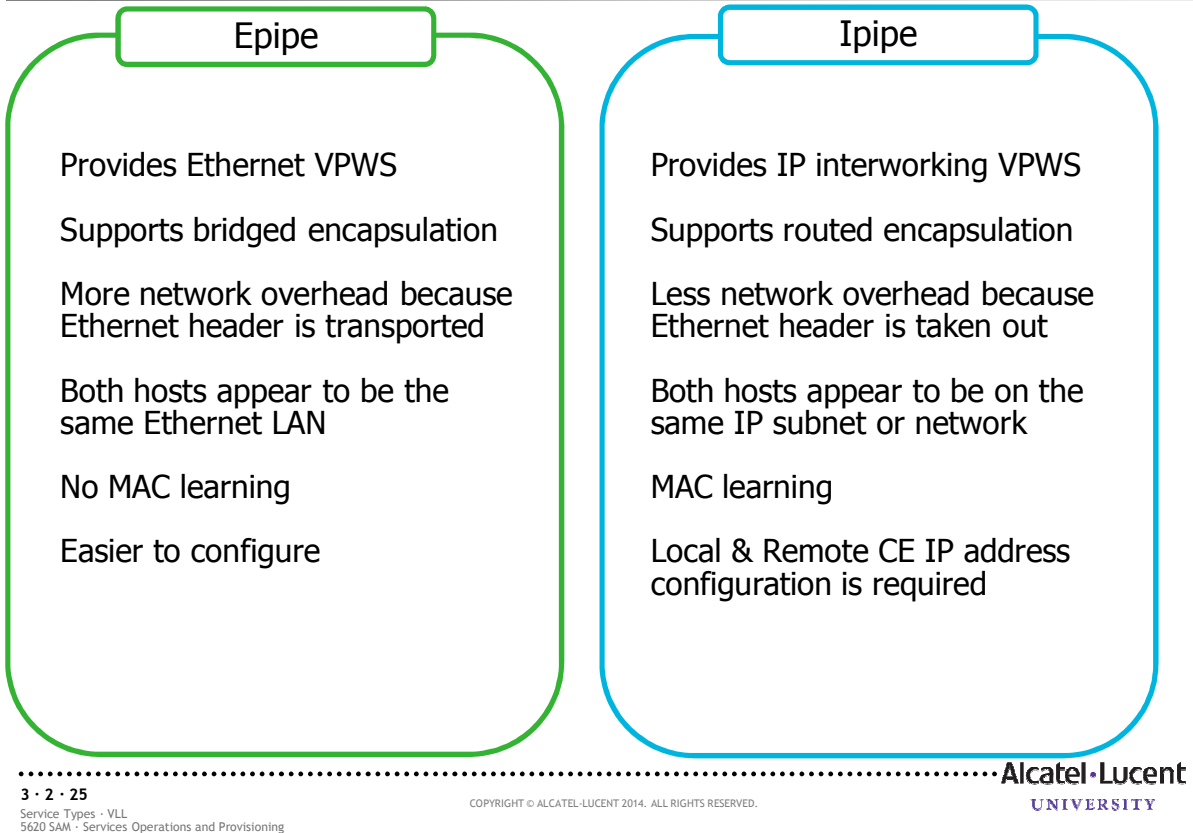 Epipe
Provides Ethernet VPWS
Supports bridged encapsulation
More network overhead because
Ethernet header is transported
Both hosts appear to be the
same Ethernet LAN
No MAC learning
Easier to configure
Ipipe
Provides IP interworking VPWS
Supports routed encapsulation
Less network overhead because
Ethernet header is taken out
Both hosts appear to be on the
same IP subnet or network
MAC learning
Local & Remote CE IP address
configuration is required
3 · 2 · 25
Service Types · VLL
5620 SAM · Services Operations and Provisioning
COPYRIGHT © ALCATEL-LUCENT 2014. ALL RIGHTS RESERVED.
Alcatel·Lucent
UNIVERSITY